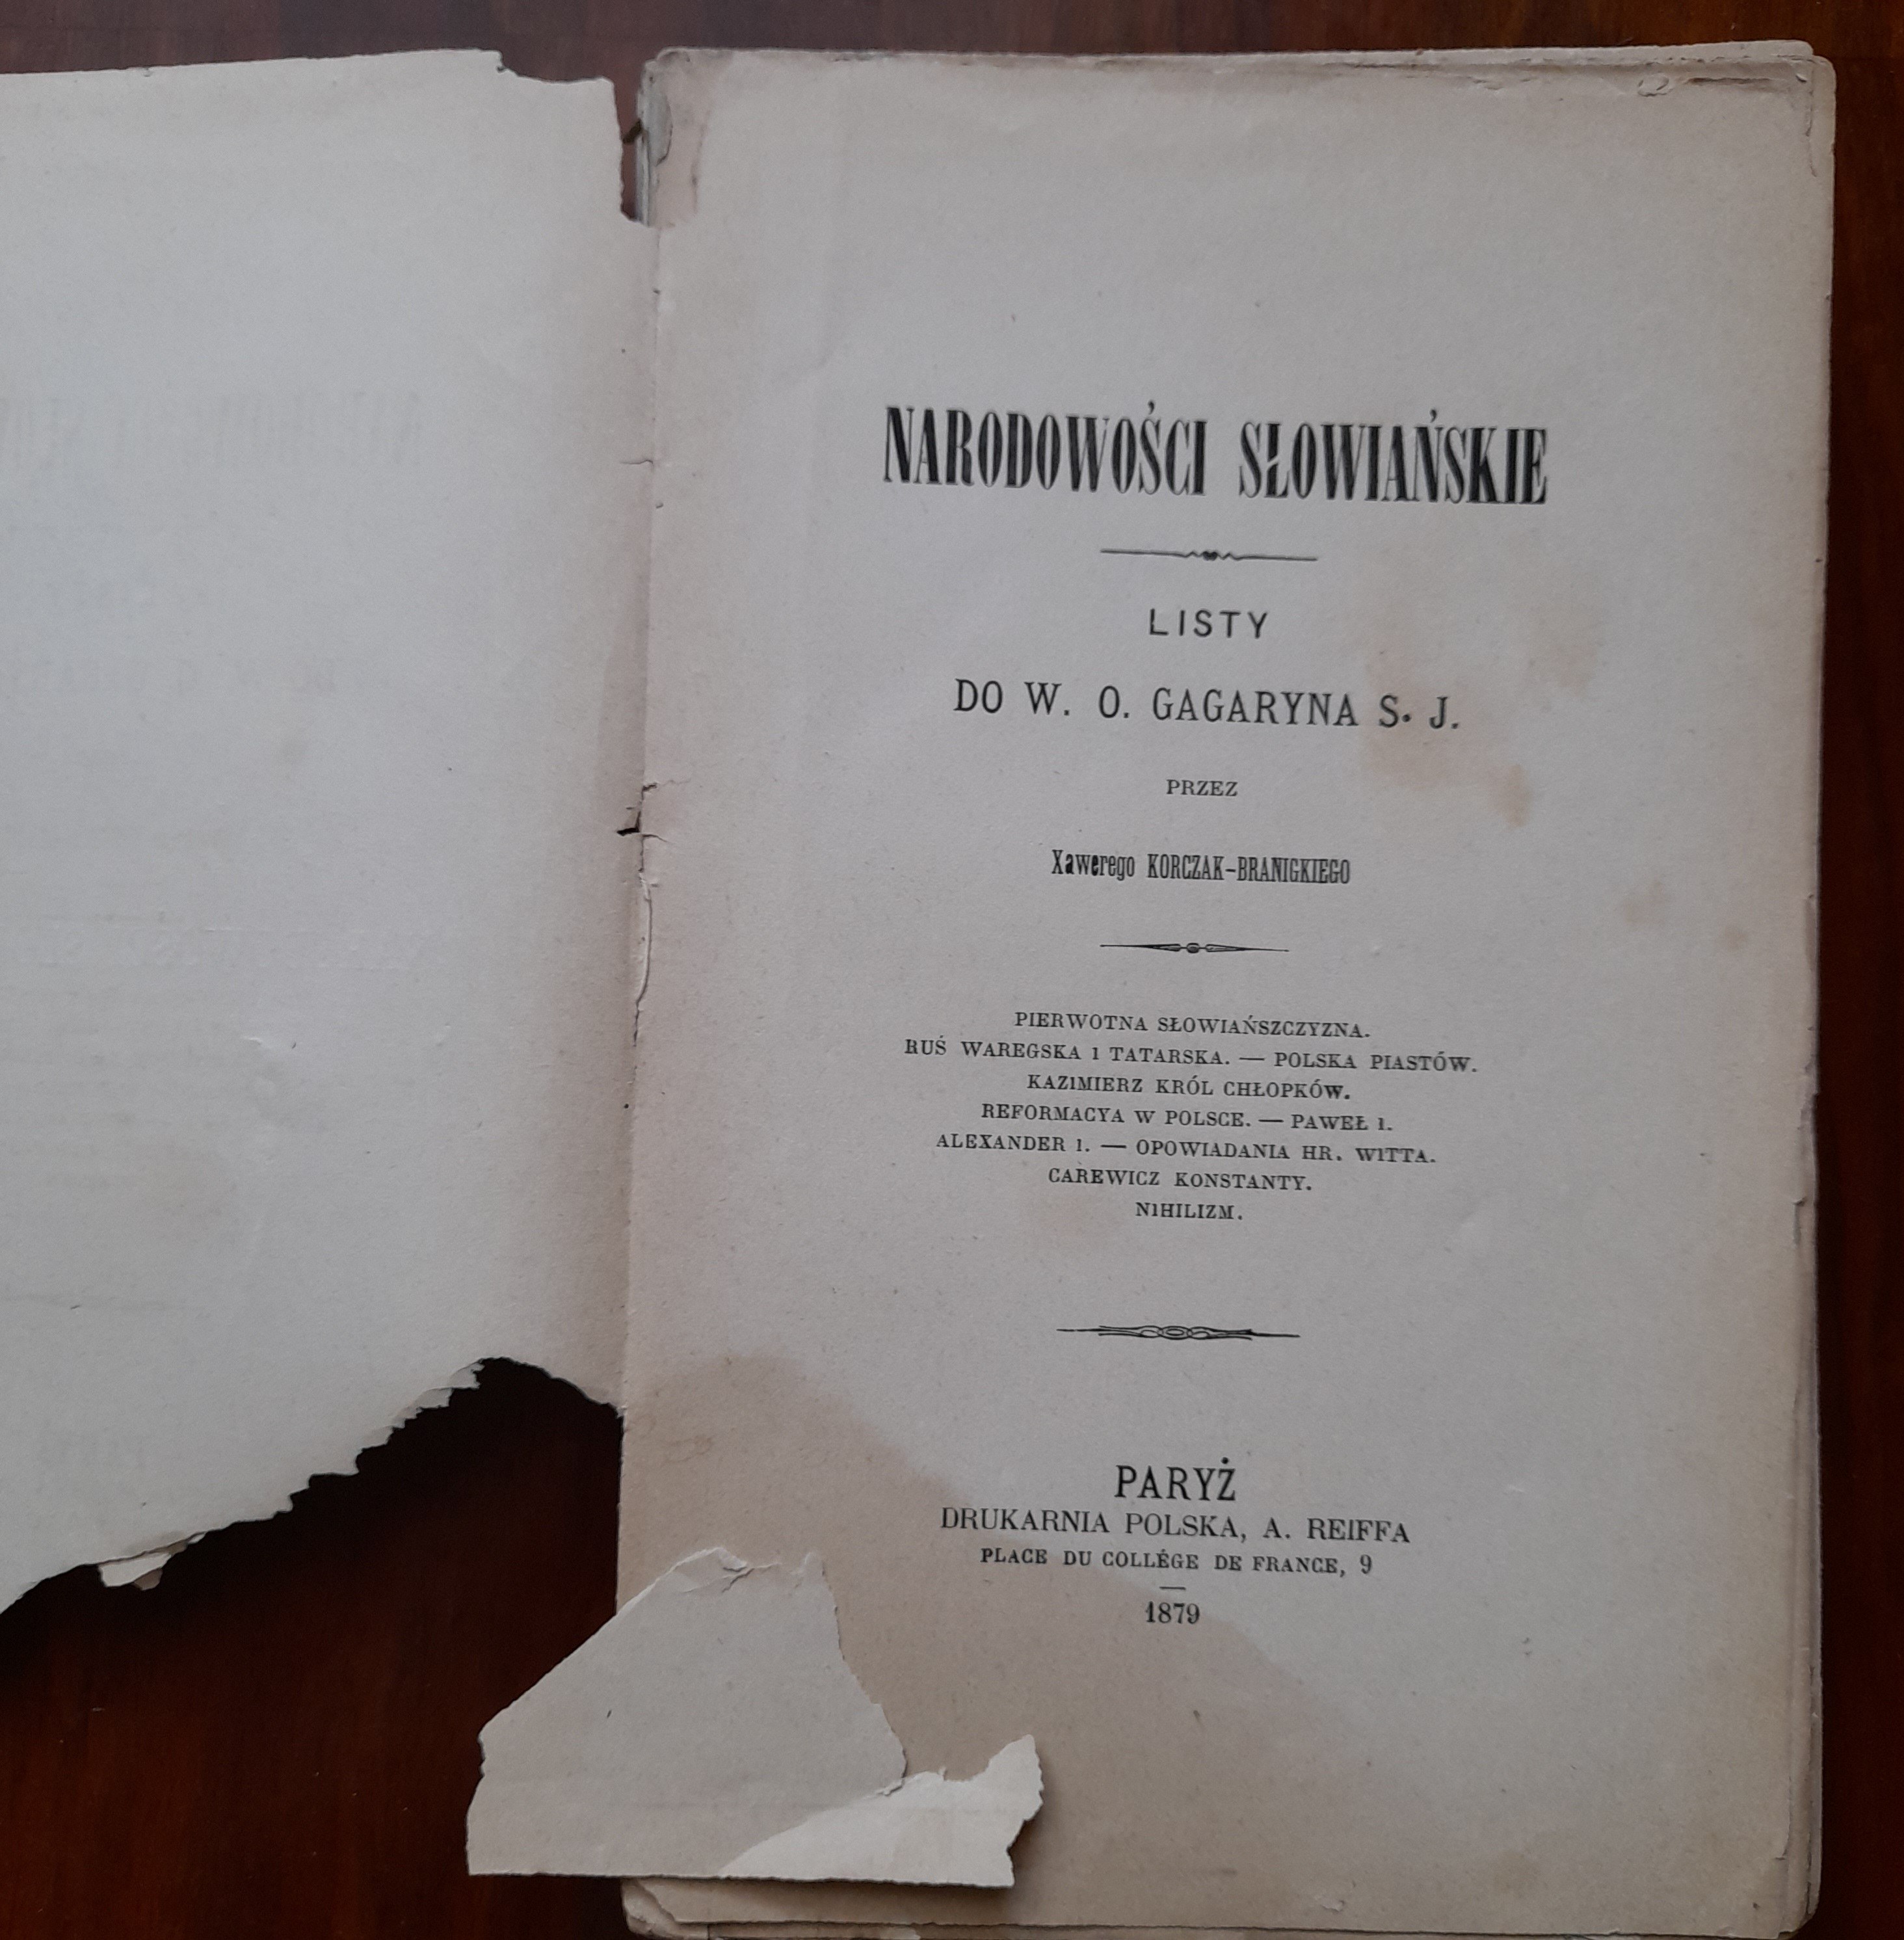 NARODOWOŚCI SŁOWIAŃSKIE
LISTY
DO W. O. GAGARYNA S. J.
PRZEZ
Xawerego KORCZAK-BRANIGKIEGO
PIERWOTNA SŁOWIAŃSZCZYZNA.
RUŚ WAREGSKA I TATARSKA. — POLSKA PIASTÓW.
KAZIMIERZ KRÓL CHŁOPKÓW.
REFORMACYA W POLSCE. — PAWEŁ I.
ALEXANDER I. — OPOWIADANIA HR. WITTA.
CAREWICZ KONSTANTY.
NIHILIZM.
PARYŻ
DRUKARNIA POLSKA, A. REIFFA
PLACE DU COLLÉGE DE FRANCE, 9
1879